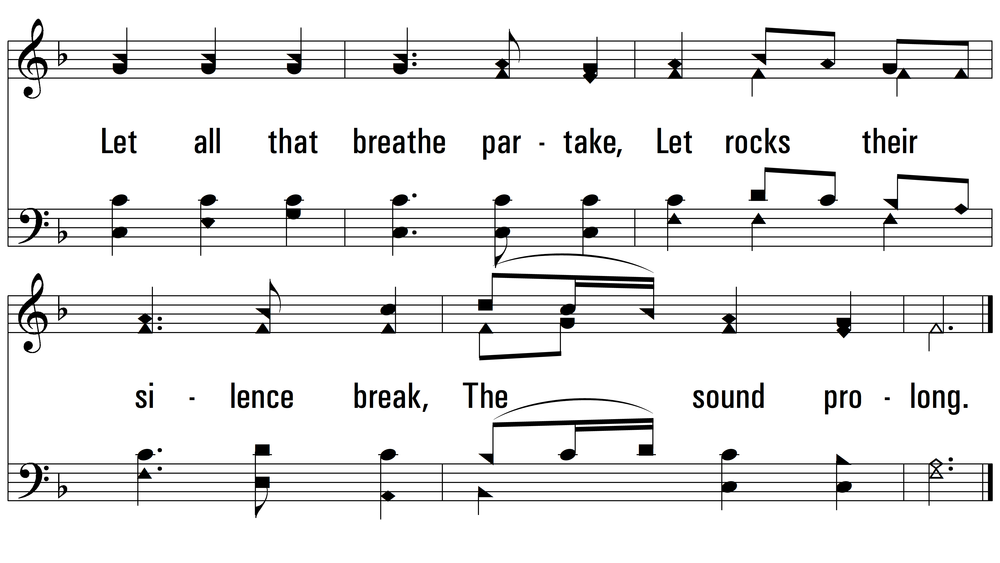 Let all that breathe par - take, Let rocks their
si - lence break, The sound pro - long.